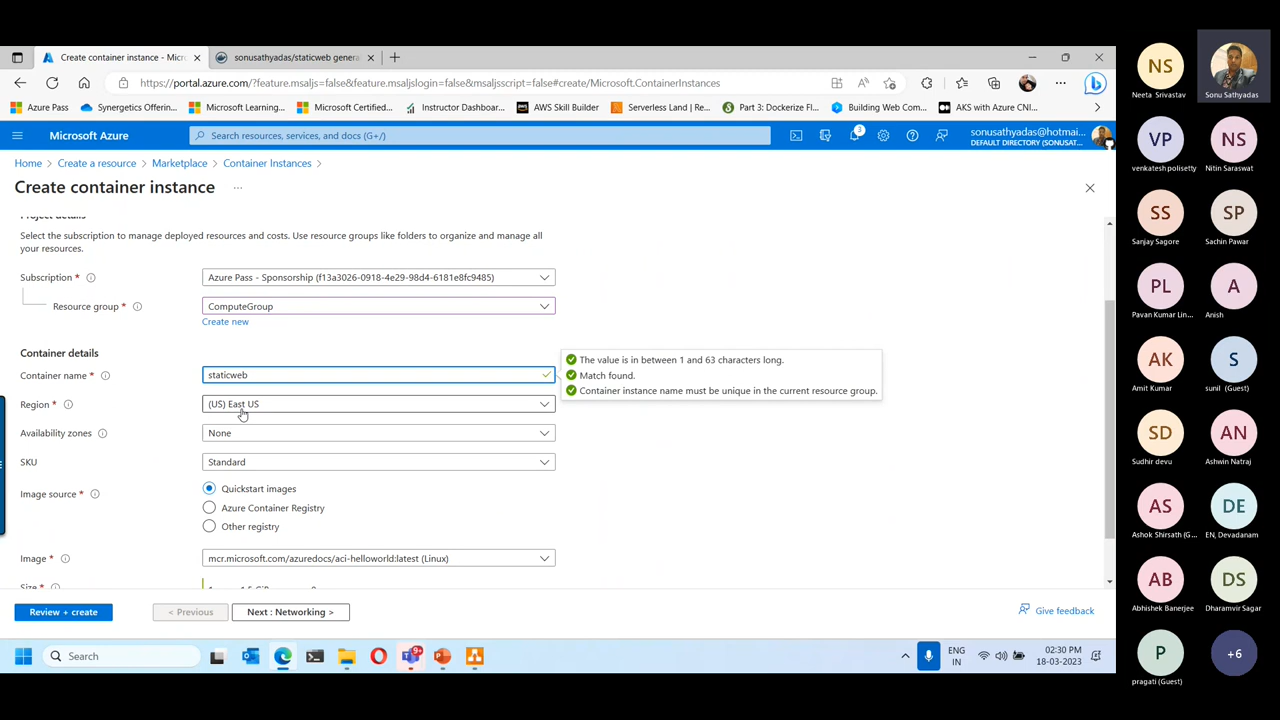 Create container instance - Micr
sonusathyadas/staticweb genera
https://portal.azure.com/?feature.msaljs=false&feature.msaljslogin=false&msaljsscript=false#create/Microsoft.ContainerInstances
Azure Pass
Synergetics Offering...
Microsoft Learning...
Microsoft Certified...
Instructor Dashboar...
AWS Skill Builder
Serverless Land | Re...
Part 3: Dockerize Fl...
Building Web Com...
AKS with Azure CNI...
Microsoft Azure
Search resources, services, and docs (G+/)
3
sonusathyadas@hotmai...
DEFAULT DIRECTORY (SONUSAT...
Home > Create a resource > Marketplace > Container Instances >
Create container instance ...
Project details
Select the subscription to manage deployed resources and costs. Use resource groups like folders to organize and manage all
your resources.
Subscription *
Azure Pass - Sponsorship (f13a3026-0918-4e29-98d4-6181e8fc9485)
Resource group *
ComputeGroup
Create new
Container details
Container name *
staticweb
The value is in between 1 and 63 characters long.
Match found.
Container instance name must be unique in the current resource group.
Region *
(US) East US
Availability zones
None
SKU
Standard
Image source *
Quickstart images
Azure Container Registry
Other registry
Image *
mcr.microsoft.com/azuredocs/aci-helloworld:latest (Linux)
Size *
Review + create
< Previous
Next : Networking >
Give feedback
Search
9+
ENG
IN
02:30 PM
18-03-2023
NS
Neeta Srivastav
Sonu Sathyadas
VP
venkatesh polisetty
NS
Nitin Saraswat
SS
Sanjay Sagore
SP
Sachin Pawar
PL
Pavan Kumar Lin...
A
Anish
AK
Amit Kumar
S
sunil (Guest)
SD
Sudhir devu
AN
Ashwin Natraj
AS
Ashok Shirsath (G...
DE
EN, Devadanam
AB
Abhishek Banerjee
DS
Dharamvir Sagar
P
pragati (Guest)
+6